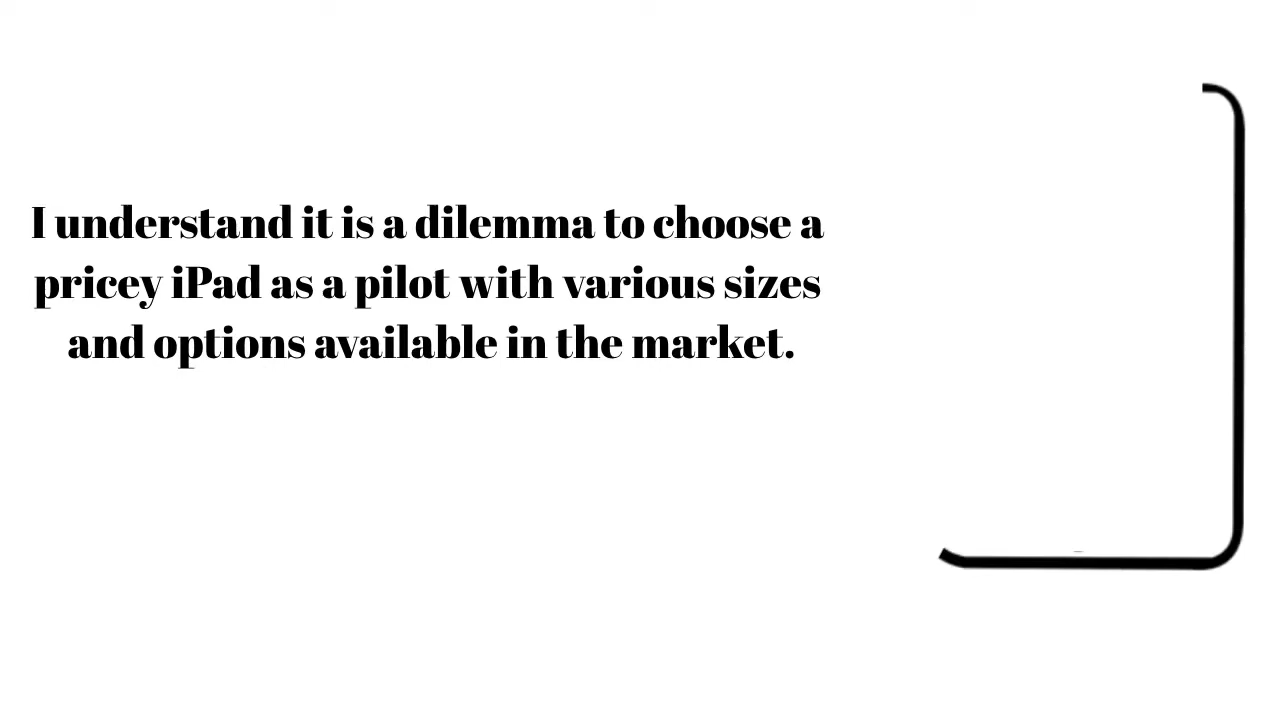 I understand it is a dilemma to choose a
pricey iPad as a pilot with various sizes
and options available in the market.